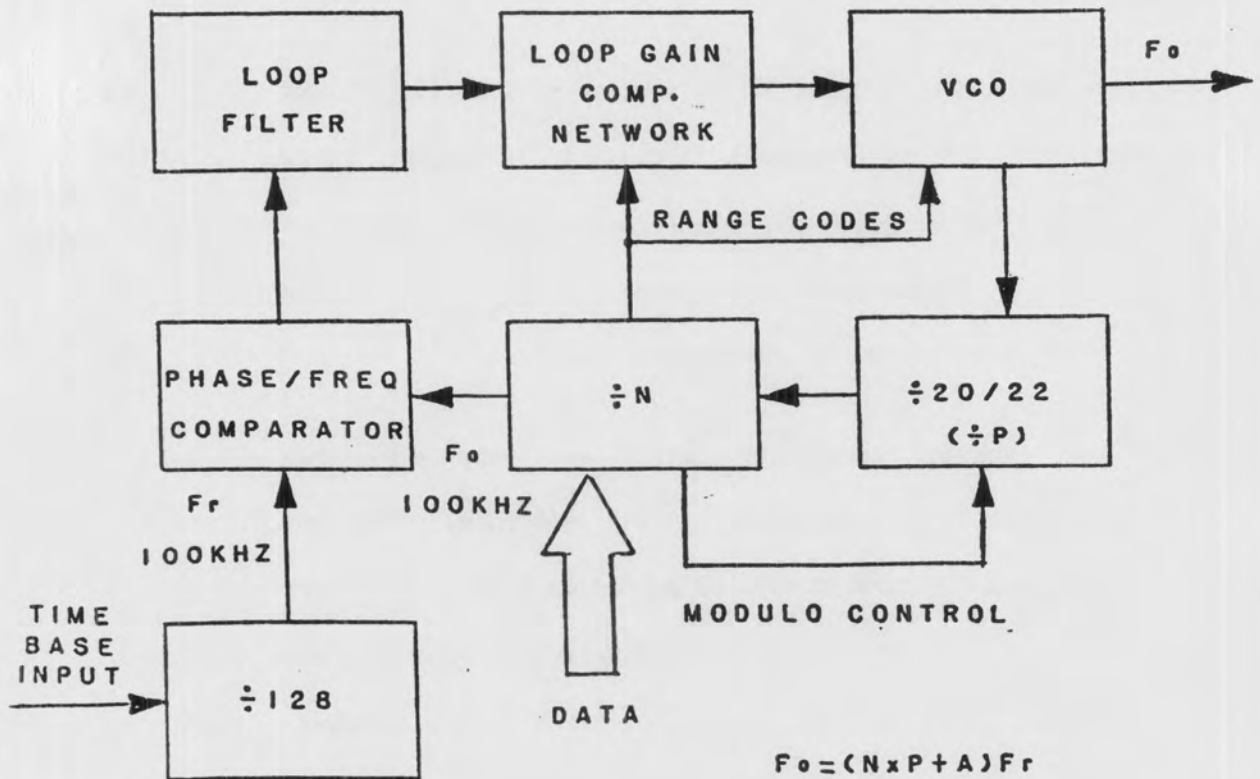 LOOP
FILTER
LOOP GAIN
COMP.
NETWORK
VCO
Fo
RANGE CODES
PHASE/FREQ
COMPARATOR
÷N
÷20/22
(÷P)
Fo
100KHZ
Fr
100KHZ
MODULO CONTROL
TIME
BASE
INPUT
÷128
DATA
Fo=(NxP+A)Fr